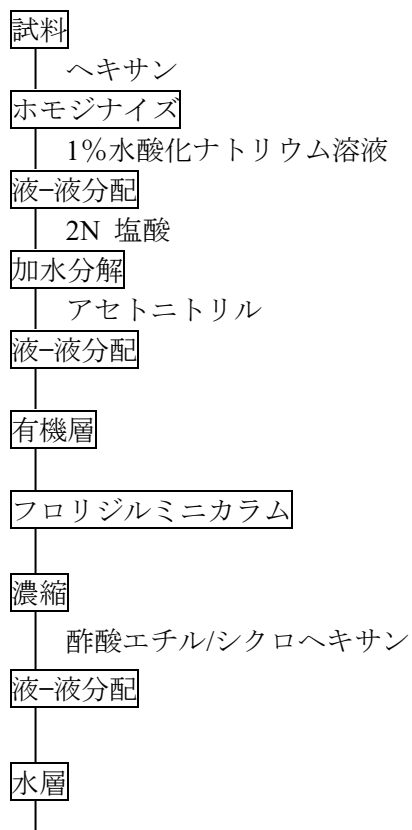 試料
ヘキサン
ホモジナイズ
1%水酸化ナトリウム溶液
液−液分配
2N 塩酸
加水分解
アセトニトリル
液−液分配
有機層
フロリジルミニカラム
濃縮
酢酸エチル/シクロヘキサン
液−液分配
水層